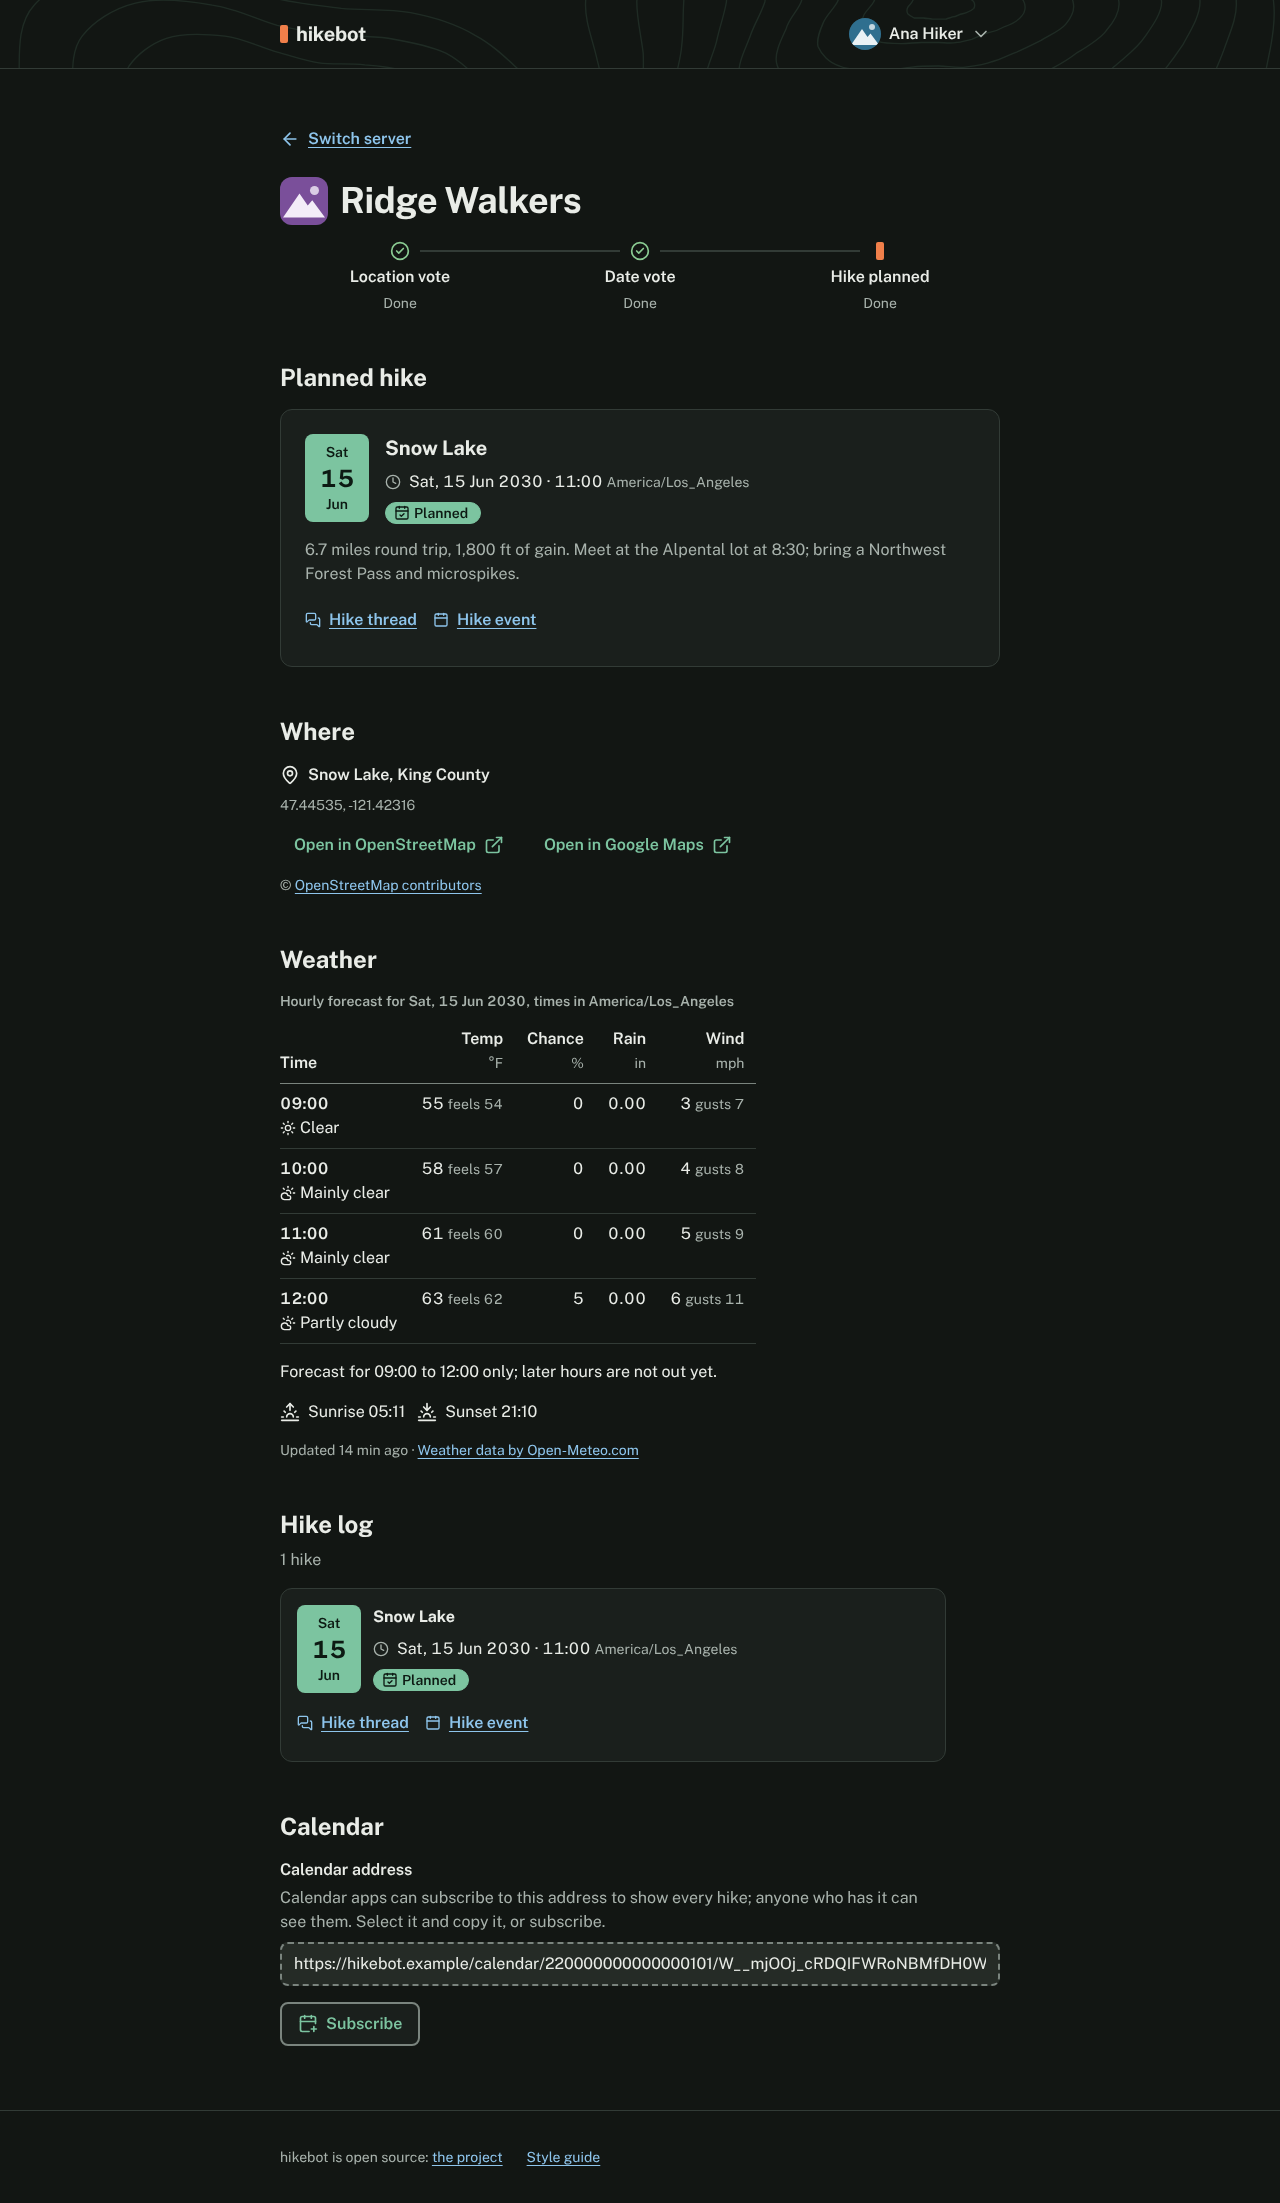 hikebot
Ana Hiker
Switch server
Ridge Walkers
Location vote
Done
Date vote
Done
Hike planned
Done
Planned hike
Sat
15
Jun
Snow Lake
Sat, 15 Jun 2030 · 11:00 America/Los_Angeles
Planned
6.7 miles round trip, 1,800 ft of gain. Meet at the Alpental lot at 8:30; bring a Northwest
Forest Pass and microspikes.
Hike thread
Hike event
Where
Snow Lake, King County
47.44535, -121.42316
Open in OpenStreetMap
Open in Google Maps
© OpenStreetMap contributors
Weather
Hourly forecast for Sat, 15 Jun 2030, times in America/Los_Angeles
Time Temp °F Chance % Rain in Wind mph
09:00 55 feels 54 0 0.00 3 gusts 7
Clear
10:00 58 feels 57 0 0.00 4 gusts 8
Mainly clear
11:00 61 feels 60 0 0.00 5 gusts 9
Mainly clear
12:00 63 feels 62 5 0.00 6 gusts 11
Partly cloudy
Forecast for 09:00 to 12:00 only; later hours are not out yet.
Sunrise 05:11 Sunset 21:10
Updated 14 min ago · Weather data by Open-Meteo.com
Hike log
1 hike
Sat
15
Jun
Snow Lake
Sat, 15 Jun 2030 · 11:00 America/Los_Angeles
Planned
Hike thread
Hike event
Calendar
Calendar address
Calendar apps can subscribe to this address to show every hike; anyone who has it can
see them. Select it and copy it, or subscribe.
https://hikebot.example/calendar/220000000000000101/W__mjOOj_cRDQIFWRoNBMfDH0W
Subscribe
hikebot is open source: the project
Style guide